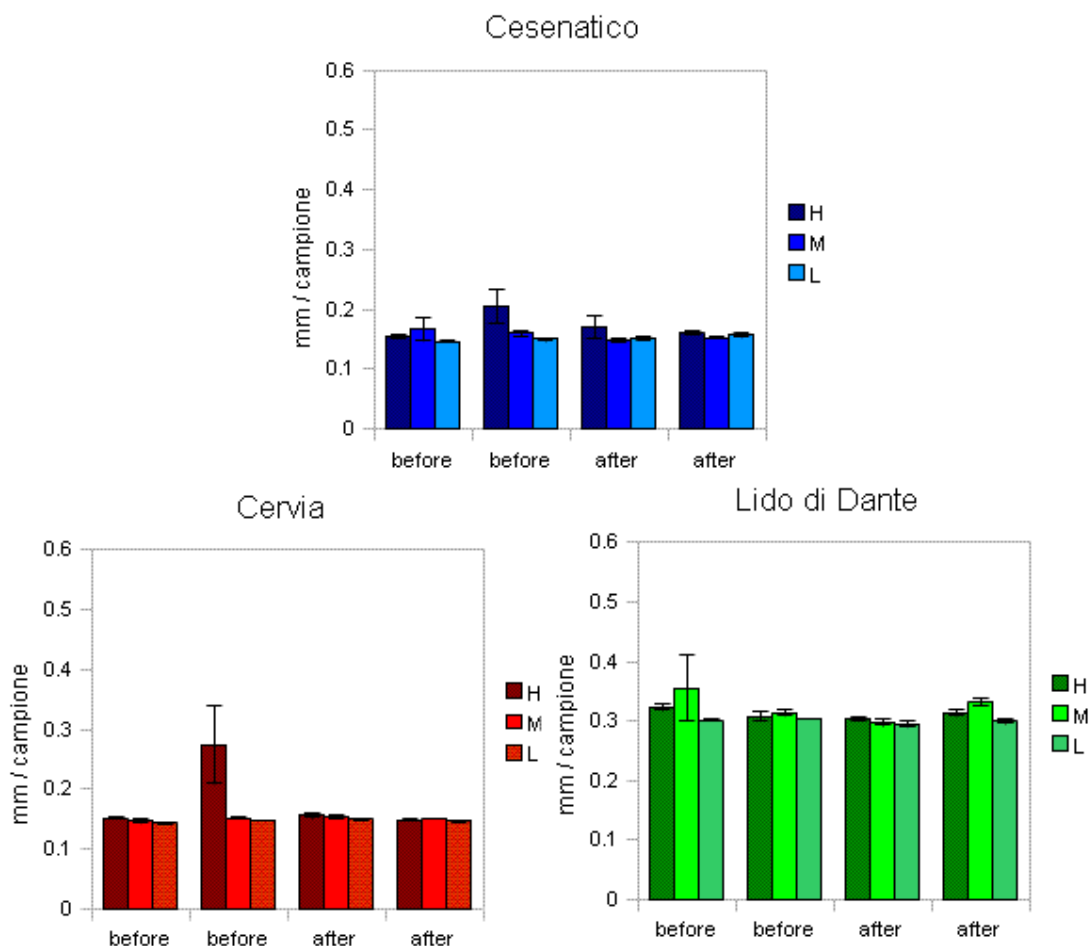 Cesenatico
0.6
0.5
0.4
0.3
0.2
0.1
0
mm / campione
before before after after
H
M
L
Cervia
0.6
0.5
0.4
0.3
0.2
0.1
0
mm / campione
before before after after
H
M
L
Lido di Dante
0.6
0.5
0.4
0.3
0.2
0.1
0
mm / campione
before before after after
H
M
L